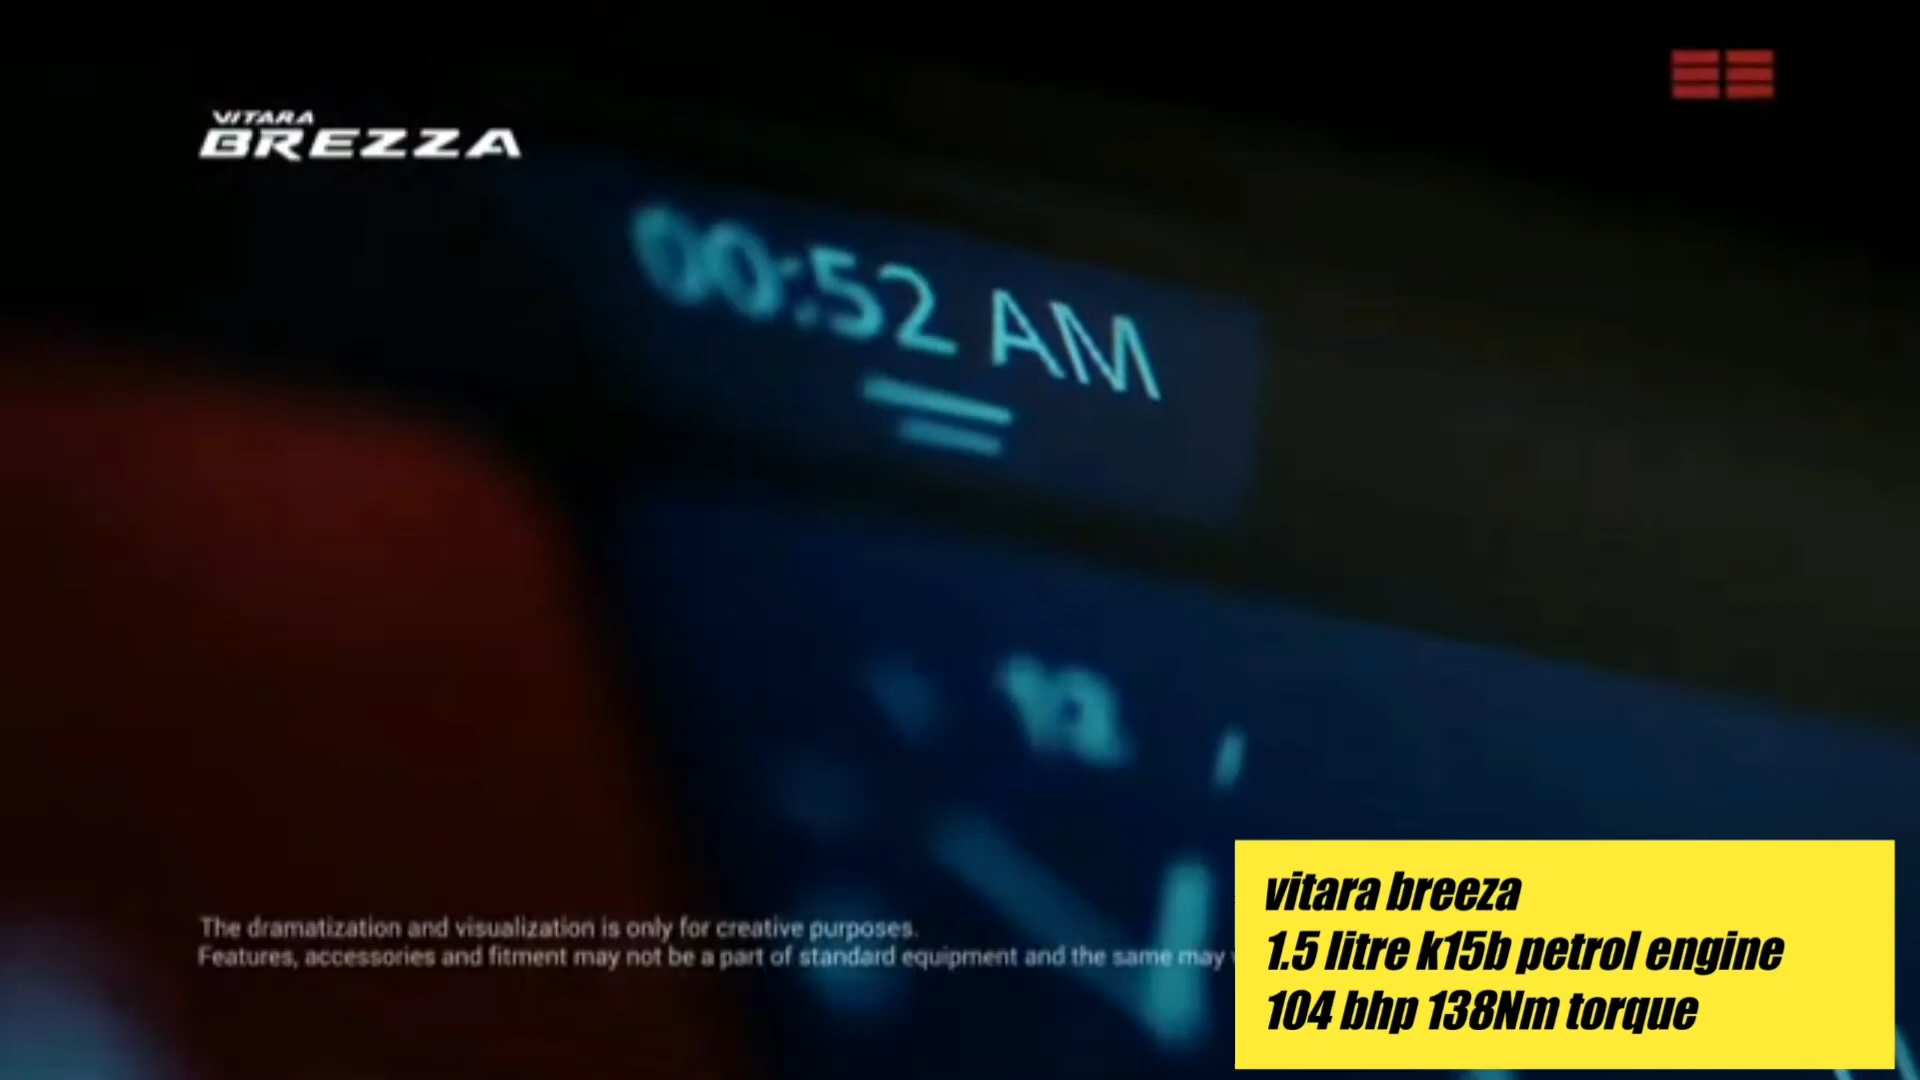 VITARA
BREZZA
00:52 AM
12
The dramatization and visualization is only for creative purposes.
Features, accessories and fitment may not be a part of standard equipment and the same may
vitara breeza
1.5 litre k15b petrol engine
104 bhp 138Nm torque